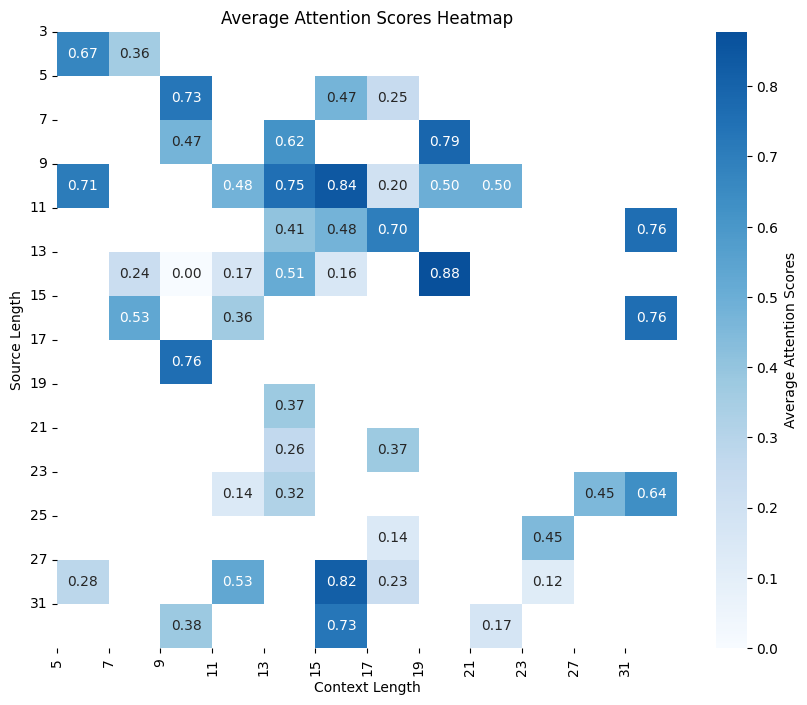 Average Attention Scores Heatmap
3
0.67 0.36
5
0.73 0.47 0.25
7
0.47 0.62 0.79
9
0.71 0.48 0.75 0.84 0.20 0.50 0.50
11
0.41 0.48 0.70 0.76
13
0.24 0.00 0.17 0.51 0.16 0.88
15
0.53 0.36 0.76
17
0.76
19
0.37
21
0.26 0.37
23
0.14 0.32 0.45 0.64
25
0.14 0.45
27
0.28 0.53 0.82 0.23 0.12
31
0.38 0.73 0.17
5 7 9 11 13 15 17 19 21 23 27 31
Source Length
Context Length
0.8
0.7
0.6
0.5
0.4
0.3
0.2
0.1
0.0
Average Attention Scores